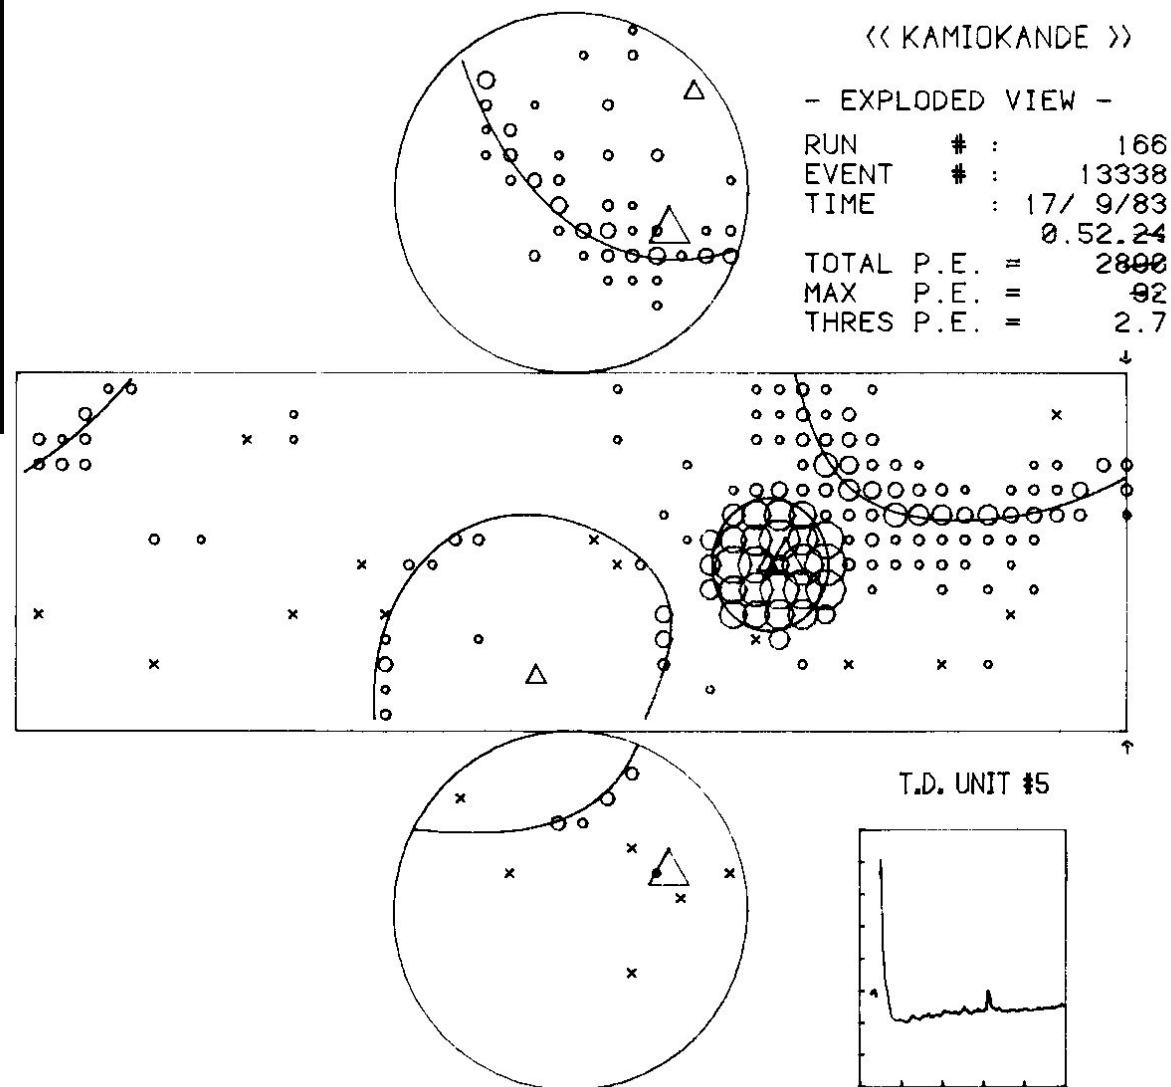 << KAMIOKANDE >>
- EXPLODED VIEW -
RUN # : 166
EVENT # : 13338
TIME : 17/ 9/83
0.52.24
TOTAL P.E. =
MAX P.E. = 92
THRES P.E. = 2.7
T.D. UNIT #5